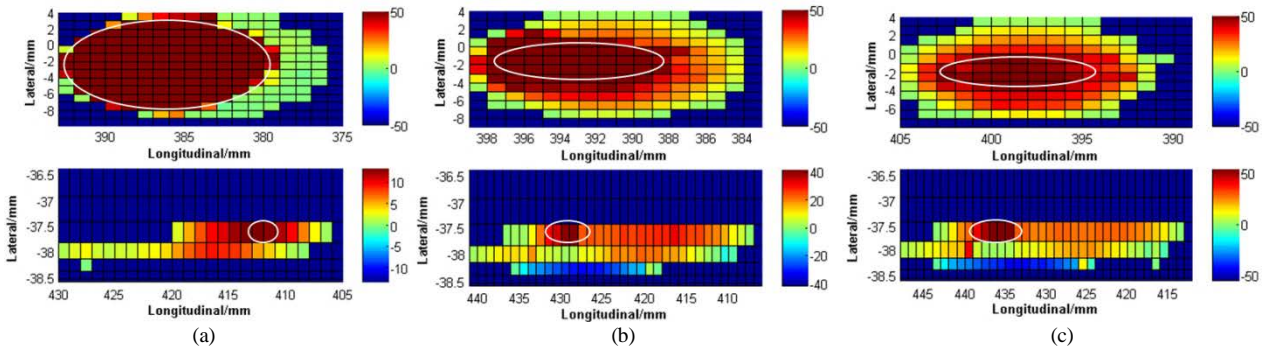 4 2 0 -2 -4 -6 -8
Lateral/mm
390 385 380 375
Longitudinal/mm
50 0 -50
4 2 0 -2 -4 -6 -8
Lateral/mm
398 396 394 392 390 388 386 384
Longitudinal/mm
50 0 -50
4 2 0 -2 -4 -6 -8
Lateral/mm
405 400 395 390
Longitudinal/mm
50 0 -50
-36.5 -37 -37.5 -38 -38.5
Lateral/mm
430 425 420 415 410 405
Longitudinal/mm
10 5 0 -5 -10
-36.5 -37 -37.5 -38 -38.5
Lateral/mm
440 435 430 425 420 415 410
Longitudinal/mm
40 20 0 -20 -40
-36.5 -37 -37.5 -38 -38.5
Lateral/mm
445 440 435 430 425 420 415
Longitudinal/mm
50 0 -50
(a) (b) (c)